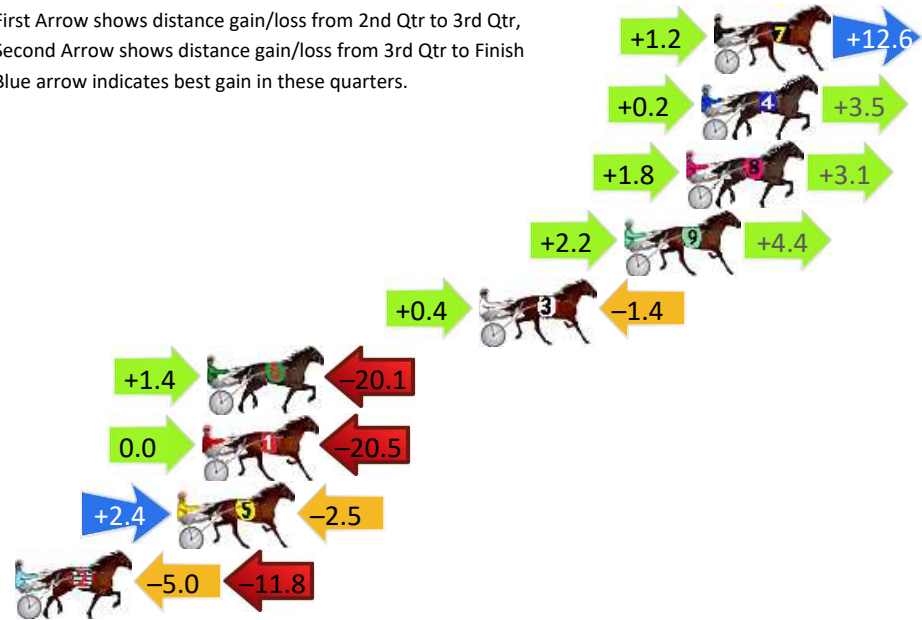 First Arrow shows distance gain/loss from 2nd Qtr to 3rd Qtr,
Second Arrow shows distance gain/loss from 3rd Qtr to Finish
Blue arrow indicates best gain in these quarters.
+1.2 7 +12.6
+0.2 4 +3.5
+1.8 8 +3.1
+2.2 9 +4.4
+0.4 3 −1.4
+1.4 −20.1
0.0 1 −20.5
+2.4 5 −2.5
2 −5.0 −11.8